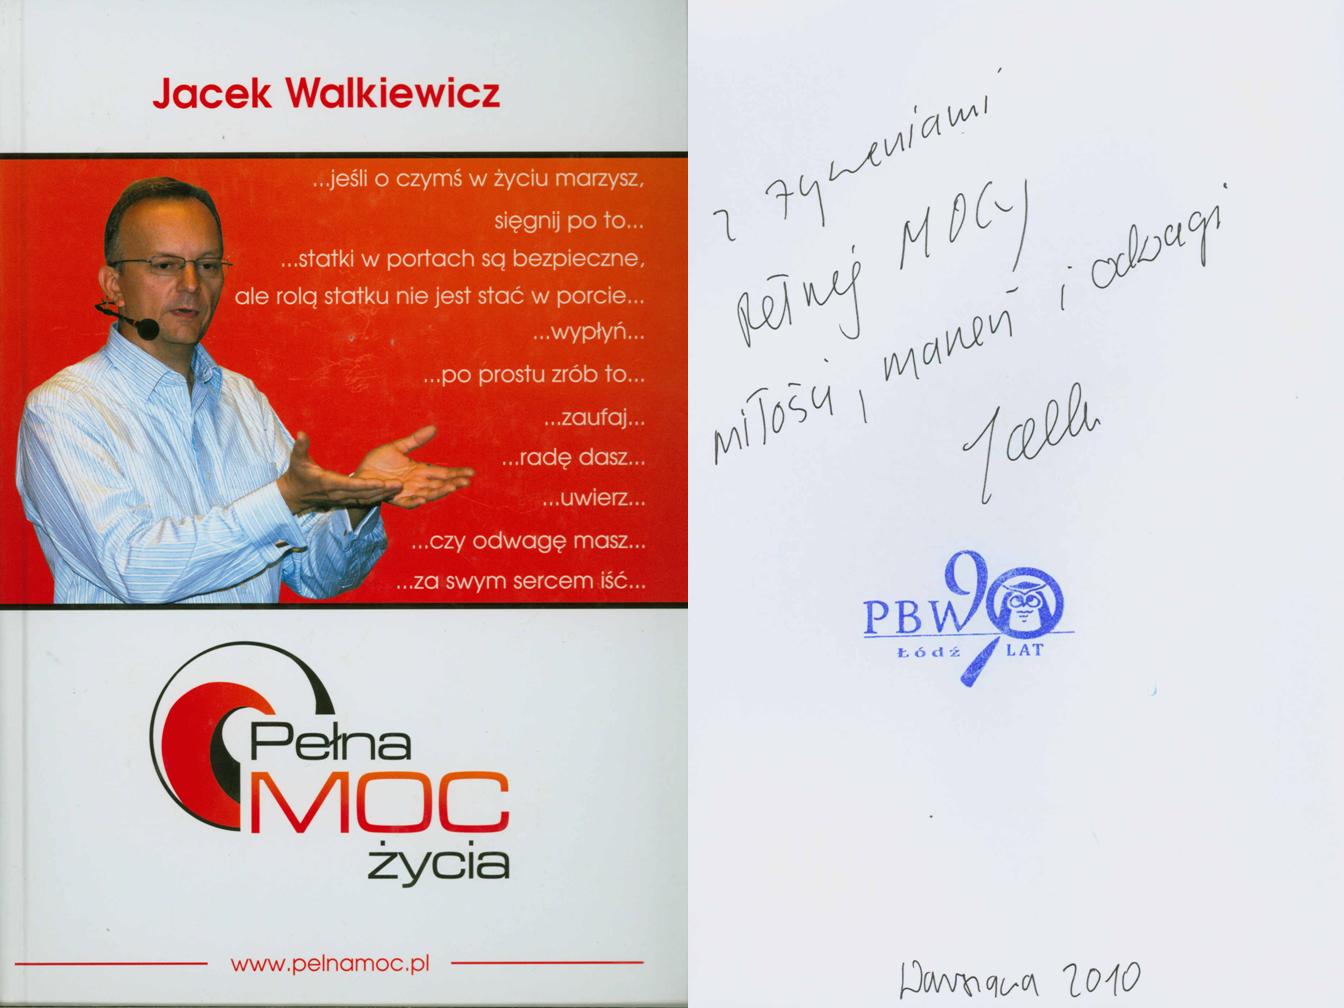 Jacek Walkiewicz
...jeśli o czymś w życiu marzysz,
sięgnij po to...
...statki w portach są bezpieczne,
ale rolą statku nie jest stać w porcie...
...wypłyń...
...po prostu zrób to...
...zaufaj...
...radę dasz...
...uwierz...
...czy odwagę masz...
...za swym sercem iść...
Pełna
MOC
życia
www.pelnamoc.pl
z życzeniami
Pełnej MOCY
miłości, marzeń i odwagi
PBW 90
Łódź LAT
Warszawa 2010